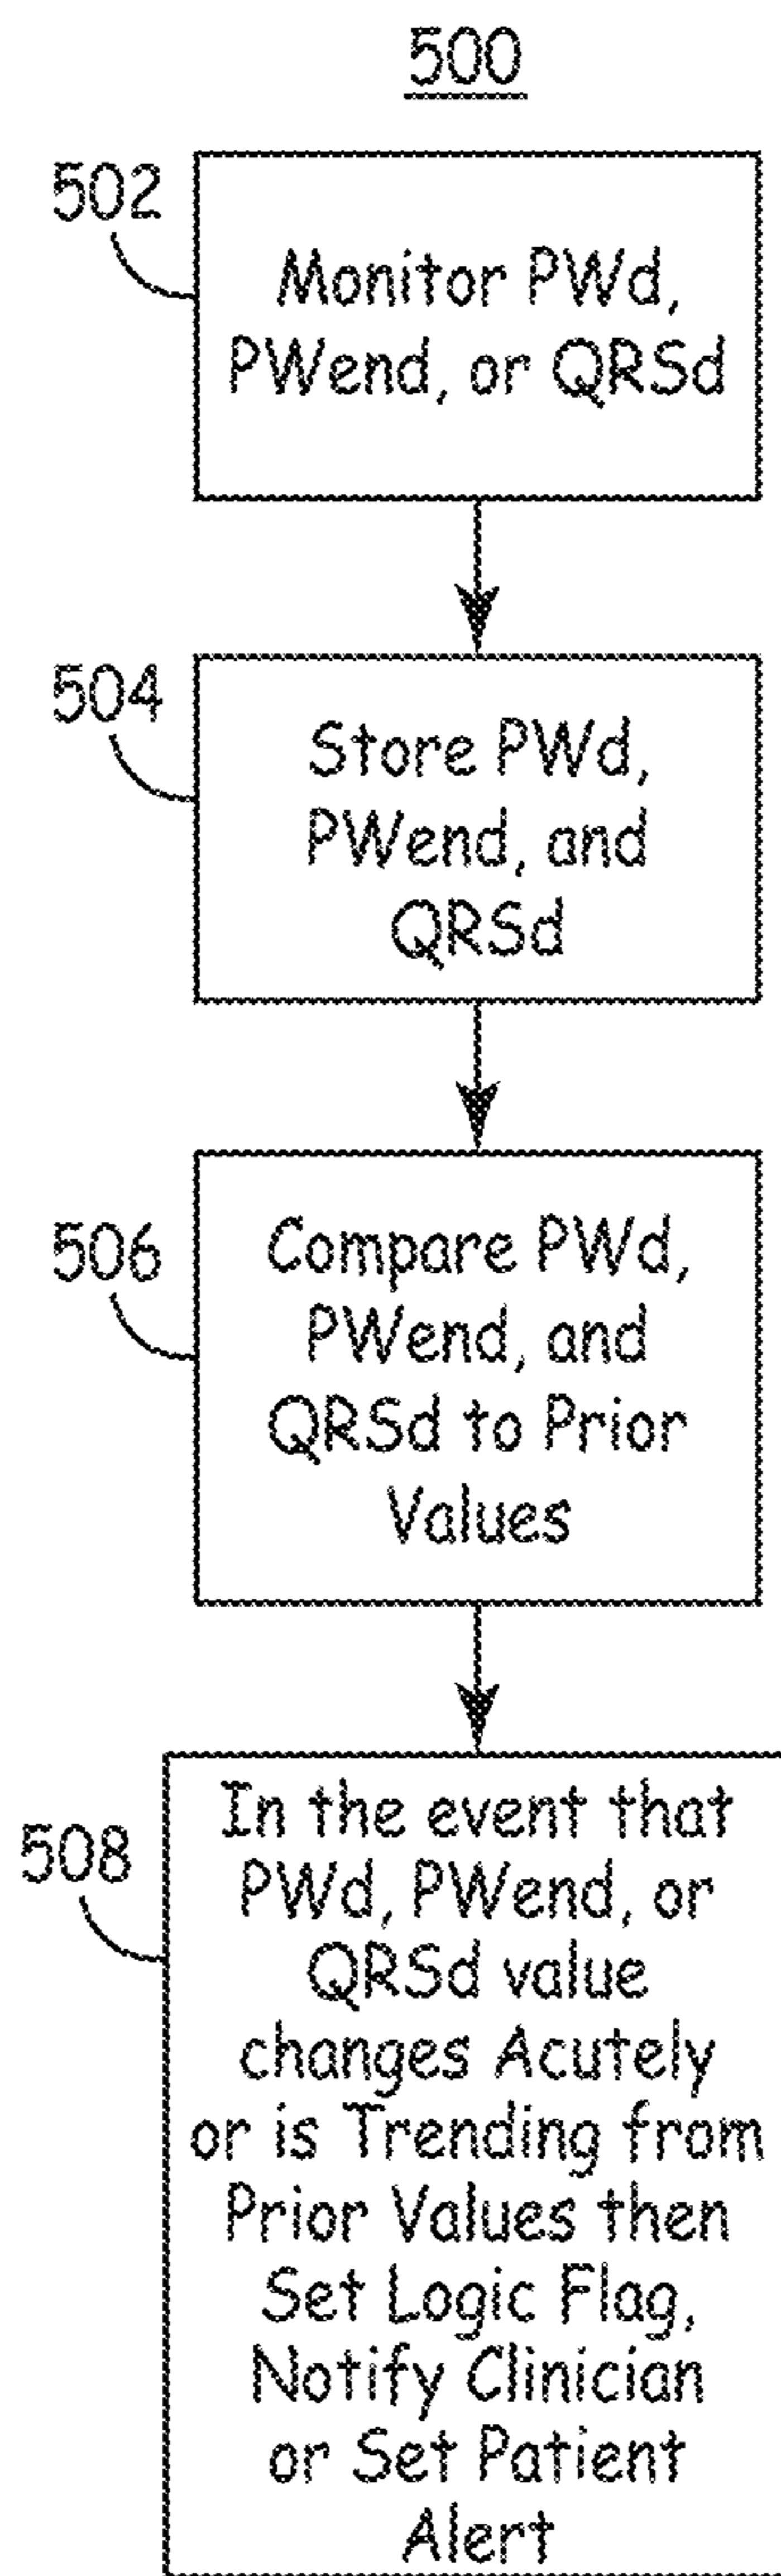 500
502
Monitor PWd,
PWend, or QRSd
504
Store PWd,
PWend, and
QRSd
506
Compare PWd,
PWend, and
QRSd to Prior
Values
508
In the event that
PWd, PWend, or
QRSd value
changes Acutely
or is Trending from
Prior Values then
Set Logic Flag,
Notify Clinician
or Set Patient
Alert